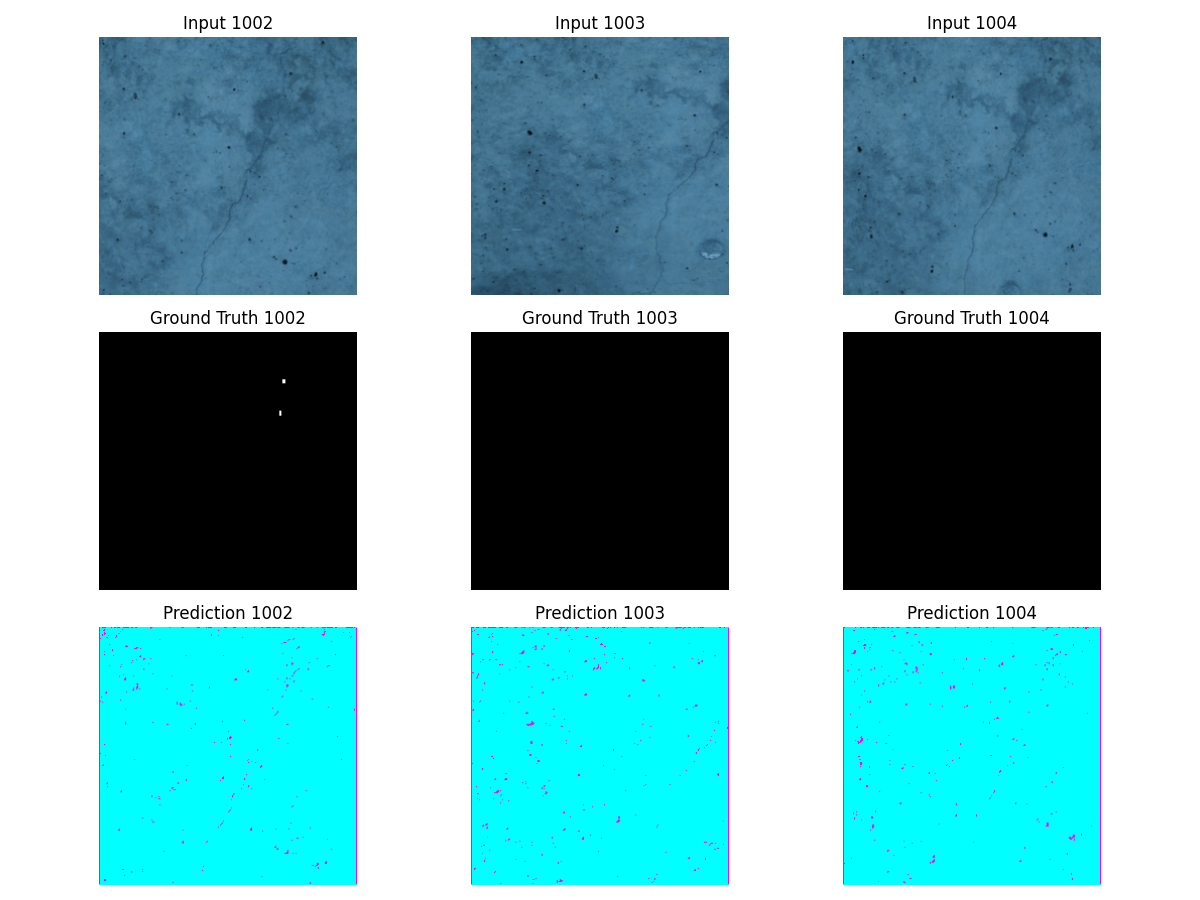 Input 1002
Input 1003
Input 1004
Ground Truth 1002
Ground Truth 1003
Ground Truth 1004
Prediction 1002
Prediction 1003
Prediction 1004